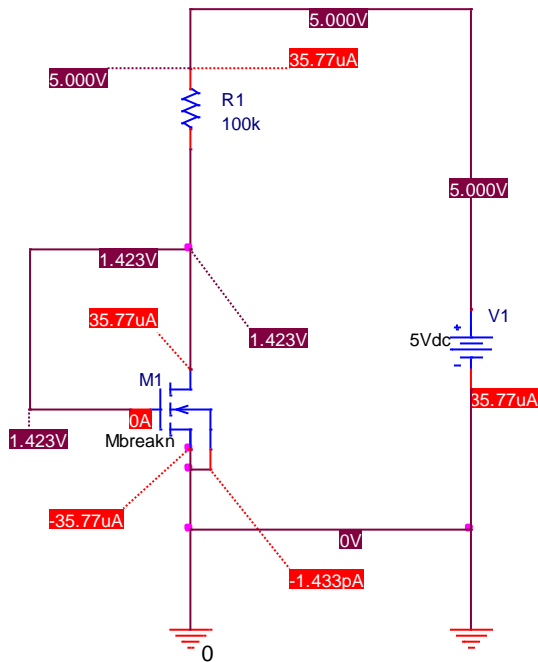 5.000V
35.77uA
5.000V
R1
100k
5.000V
1.423V
35.77uA
1.423V
V1
5Vdc
M1
0A
35.77uA
1.423V
Mbreakn
-35.77uA
0V
-1.433pA
0